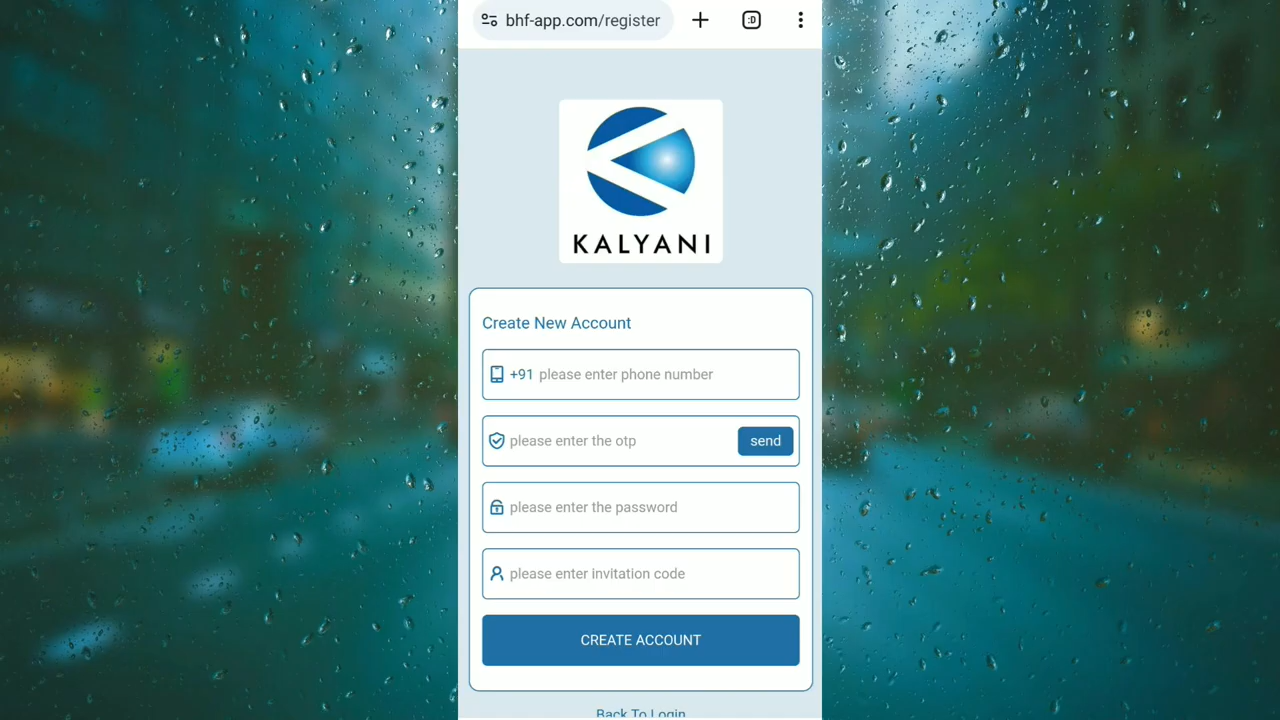 bhf-app.com/register
:D
KALYANI
Create New Account
+91 please enter phone number
please enter the otp
send
please enter the password
please enter invitation code
CREATE ACCOUNT
Back To Login